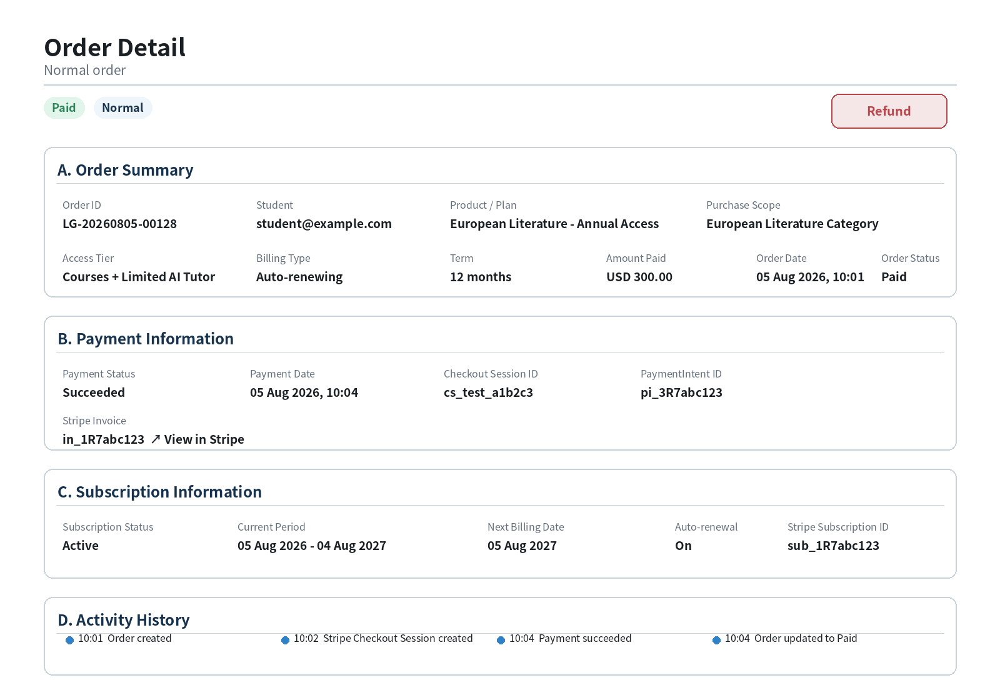 Order Detail
Normal order
Paid Normal Refund
A. Order Summary
Order ID Student Product / Plan Purchase Scope
LG-20260805-00128 student@example.com European Literature - Annual Access European Literature Category
Access Tier Billing Type Term Amount Paid Order Date Order Status
Courses + Limited AI Tutor Auto-renewing 12 months USD 300.00 05 Aug 2026, 10:01 Paid
B. Payment Information
Payment Status Payment Date Checkout Session ID PaymentIntent ID
Succeeded 05 Aug 2026, 10:04 cs_test_a1b2c3 pi_3R7abc123
Stripe Invoice
in_1R7abc123 ↗ View in Stripe
C. Subscription Information
Subscription Status Current Period Next Billing Date Auto-renewal Stripe Subscription ID
Active 05 Aug 2026 - 04 Aug 2027 05 Aug 2027 On sub_1R7abc123
D. Activity History
10:01 Order created 10:02 Stripe Checkout Session created 10:04 Payment succeeded 10:04 Order updated to Paid